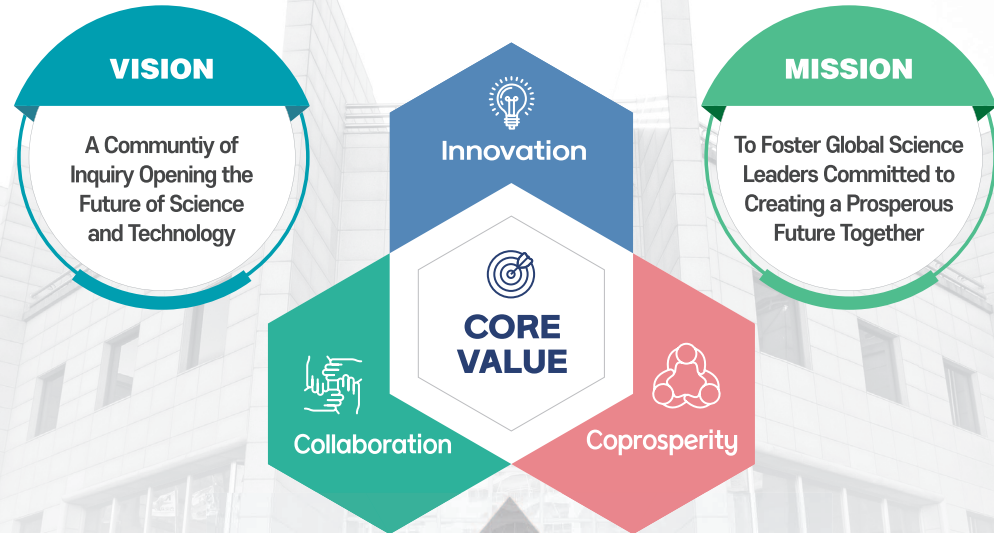 VISION
A Communtiy of
Inquiry Opening the
Future of Science
and Technology
Innovation
CORE
VALUE
Collaboration
Coprosperity
MISSION
To Foster Global Science
Leaders Committed to
Creating a Prosperous
Future Together